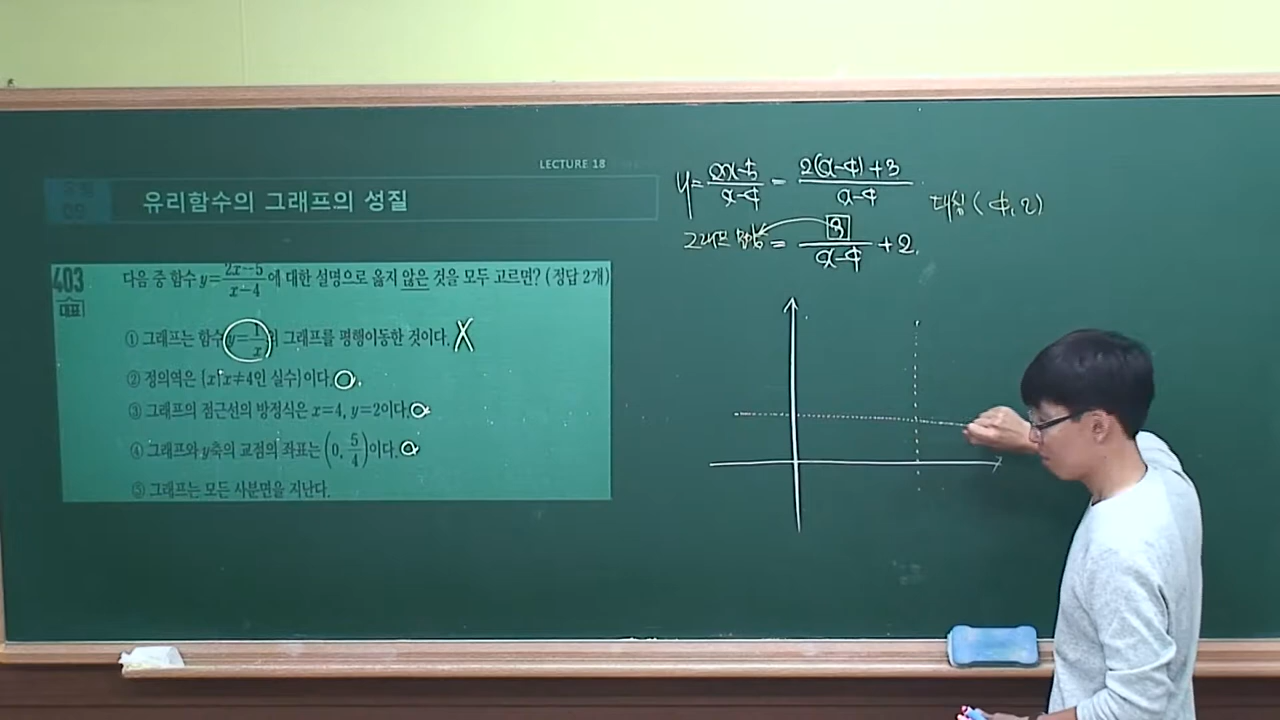 LECTURE 18
유형 09
유리함수의 그래프의 성질
403
대표
다음 중 함수 y=2x-5/x-4에 대한 설명으로 옳지 않은 것을 모두 고르면? (정답 2개)
① 그래프는 함수 y=1/x의 그래프를 평행이동한 것이다. X
② 정의역은 {x|x≠4인 실수}이다. O
③ 그래프의 점근선의 방정식은 x=4, y=2이다. O
④ 그래프와 y축의 교점의 좌표는 (0, 5/4)이다. O
⑤ 그래프는 모든 사분면을 지난다.
y=2x-5/x-4=2(x-4)+3/x-4
대칭 (4, 2)
그래프 =3/x-4+2